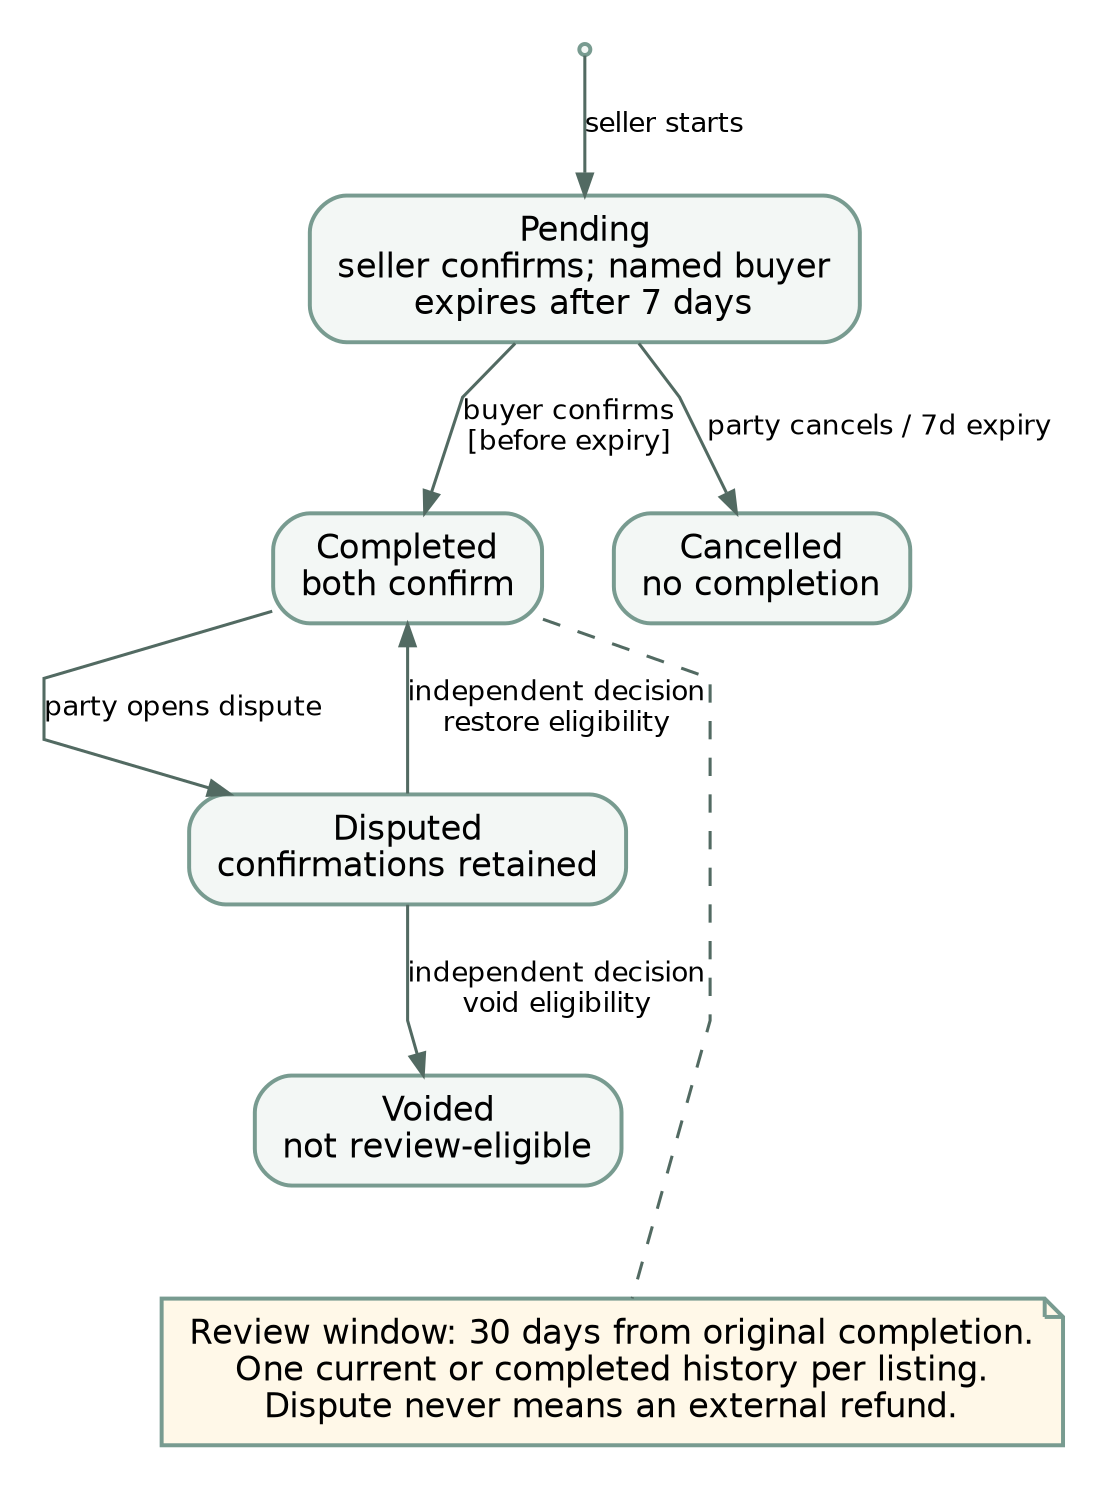 seller starts
Pending
seller confirms; named buyer
expires after 7 days
buyer confirms
[before expiry]
party cancels / 7d expiry
Completed
both confirm
Cancelled
no completion
party opens dispute
independent decision
restore eligibility
Disputed
confirmations retained
independent decision
void eligibility
Voided
not review-eligible
Review window: 30 days from original completion.
One current or completed history per listing.
Dispute never means an external refund.